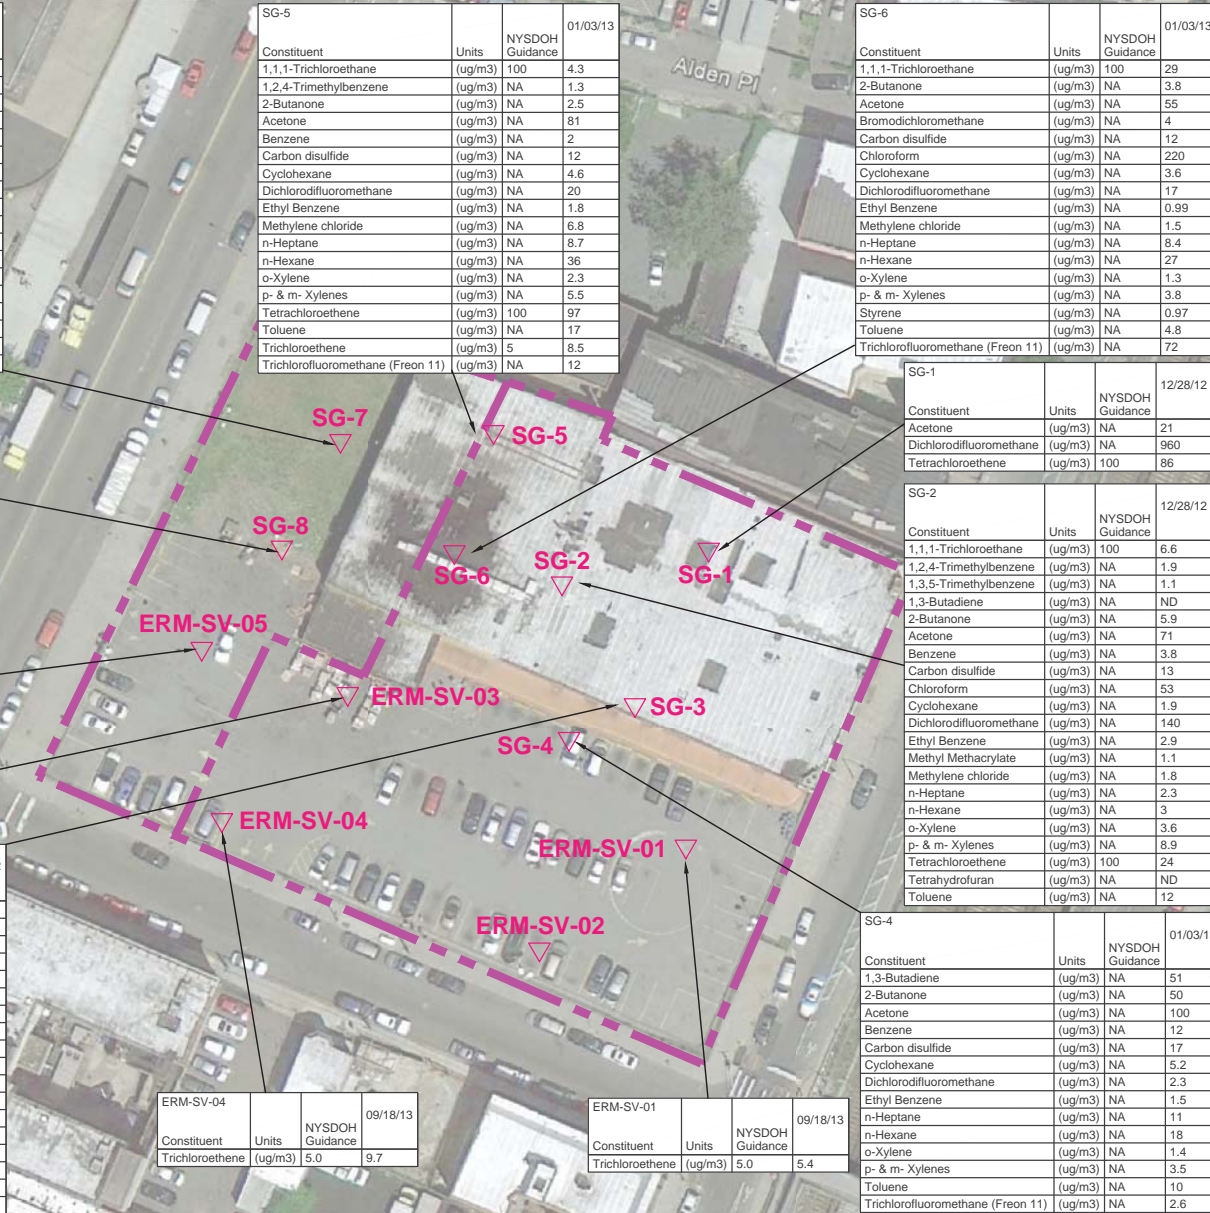 SG-5
Constituent Units NYSDOH Guidance 01/03/13
1,1,1-Trichloroethane (ug/m3) 100 4.3
1,2,4-Trimethylbenzene (ug/m3) NA 1.3
2-Butanone (ug/m3) NA 2.5
Acetone (ug/m3) NA 81
Benzene (ug/m3) NA 2
Carbon disulfide (ug/m3) NA 12
Cyclohexane (ug/m3) NA 4.6
Dichlorodifluoromethane (ug/m3) NA 20
Ethyl Benzene (ug/m3) NA 1.8
Methylene chloride (ug/m3) NA 6.8
n-Heptane (ug/m3) NA 8.7
n-Hexane (ug/m3) NA 36
o-Xylene (ug/m3) NA 2.3
p- & m- Xylenes (ug/m3) NA 5.5
Tetrachloroethene (ug/m3) 100 97
Toluene (ug/m3) NA 17
Trichloroethene (ug/m3) 5 8.5
Trichlorofluoromethane (Freon 11) (ug/m3) NA 12
Alden Pl
SG-6
Constituent Units NYSDOH Guidance 01/03/13
1,1,1-Trichloroethane (ug/m3) 100 29
2-Butanone (ug/m3) NA 3.8
Acetone (ug/m3) NA 55
Bromodichloromethane (ug/m3) NA 4
Carbon disulfide (ug/m3) NA 12
Chloroform (ug/m3) NA 220
Cyclohexane (ug/m3) NA 3.6
Dichlorodifluoromethane (ug/m3) NA 17
Ethyl Benzene (ug/m3) NA 0.99
Methylene chloride (ug/m3) NA 1.5
n-Heptane (ug/m3) NA 8.4
n-Hexane (ug/m3) NA 27
o-Xylene (ug/m3) NA 1.3
p- & m- Xylenes (ug/m3) NA 3.8
Styrene (ug/m3) NA 0.97
Toluene (ug/m3) NA 4.8
Trichlorofluoromethane (Freon 11) (ug/m3) NA 72
SG-1
Constituent Units NYSDOH Guidance 12/28/12
Acetone (ug/m3) NA 21
Dichlorodifluoromethane (ug/m3) NA 960
Tetrachloroethene (ug/m3) 100 86
SG-2
Constituent Units NYSDOH Guidance 12/28/12
1,1,1-Trichloroethane (ug/m3) 100 6.6
1,2,4-Trimethylbenzene (ug/m3) NA 1.9
1,3,5-Trimethylbenzene (ug/m3) NA 1.1
1,3-Butadiene (ug/m3) NA ND
2-Butanone (ug/m3) NA 5.9
Acetone (ug/m3) NA 71
Benzene (ug/m3) NA 3.8
Carbon disulfide (ug/m3) NA 13
Chloroform (ug/m3) NA 53
Cyclohexane (ug/m3) NA 1.9
Dichlorodifluoromethane (ug/m3) NA 140
Ethyl Benzene (ug/m3) NA 2.9
Methyl Methacrylate (ug/m3) NA 1.1
Methylene chloride (ug/m3) NA 1.8
n-Heptane (ug/m3) NA 2.3
n-Hexane (ug/m3) NA 3
o-Xylene (ug/m3) NA 3.6
p- & m- Xylenes (ug/m3) NA 8.9
Tetrachloroethene (ug/m3) 100 24
Tetrahydrofuran (ug/m3) NA ND
Toluene (ug/m3) NA 12
SG-4
Constituent Units NYSDOH Guidance 01/03/1
1,3-Butadiene (ug/m3) NA 51
2-Butanone (ug/m3) NA 50
Acetone (ug/m3) NA 100
Benzene (ug/m3) NA 12
Carbon disulfide (ug/m3) NA 17
Cyclohexane (ug/m3) NA 5.2
Dichlorodifluoromethane (ug/m3) NA 2.3
Ethyl Benzene (ug/m3) NA 1.5
n-Heptane (ug/m3) NA 11
n-Hexane (ug/m3) NA 18
o-Xylene (ug/m3) NA 1.4
p- & m- Xylenes (ug/m3) NA 3.5
Toluene (ug/m3) NA 10
Trichlorofluoromethane (Freon 11) (ug/m3) NA 2.6
SG-7
SG-5
SG-8
SG-6
SG-2
SG-1
ERM-SV-05
ERM-SV-03
SG-3
SG-4
ERM-SV-04
ERM-SV-01
ERM-SV-02
ERM-SV-04
Constituent Units NYSDOH Guidance 09/18/13
Trichloroethene (ug/m3) 5.0 9.7
ERM-SV-01
Constituent Units NYSDOH Guidance 09/18/13
Trichloroethene (ug/m3) 5.0 5.4